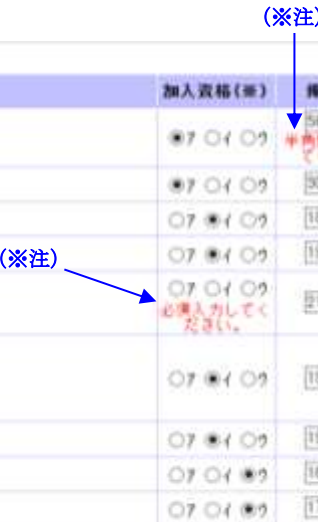 (※注)
加入資格(※)
◉ア ○イ ○ウ
半角
て
◉ア ○イ ○ウ
○ア ◉イ ○ウ
○ア ◉イ ○ウ
(※注)
○ア ○イ ○ウ
必須入力してく
ださい。
○ア ◉イ ○ウ
○ア ◉イ ○ウ
○ア ○イ ◉ウ
○ア ○イ ◉ウ